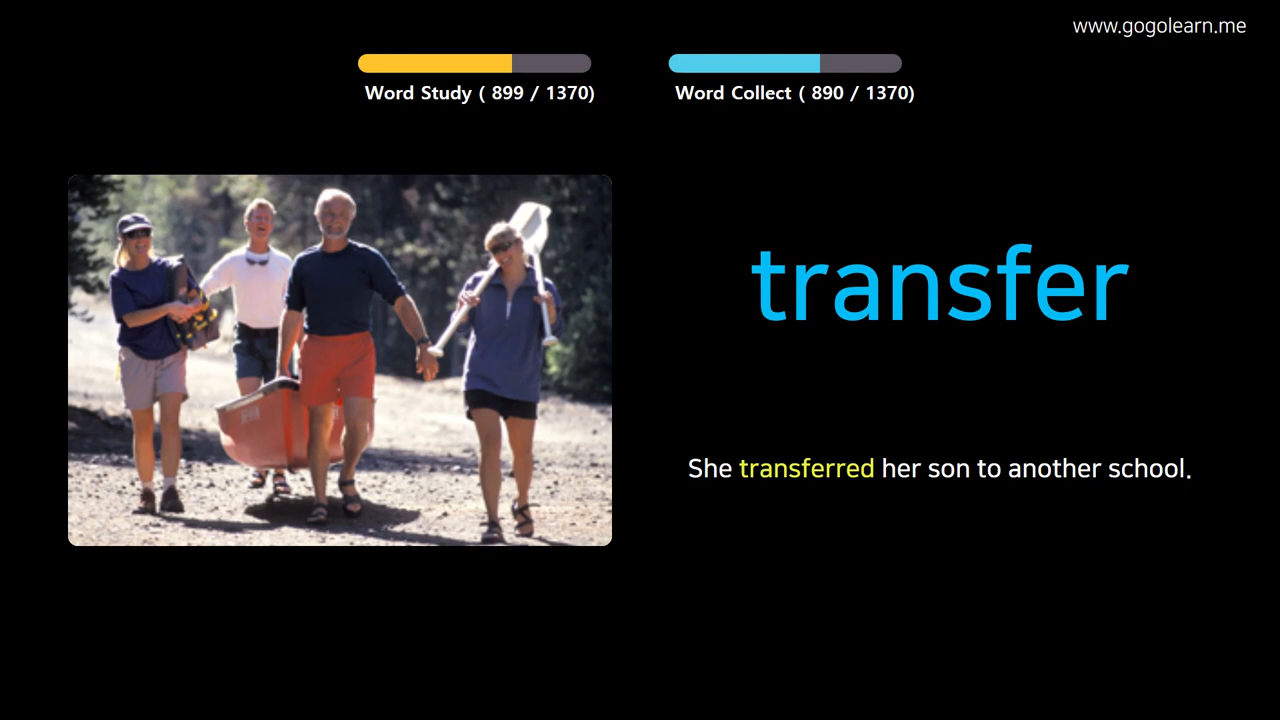 www.gogolearn.me
Word Study ( 899 / 1370)
Word Collect ( 890 / 1370)
transfer
She transferred her son to another school.